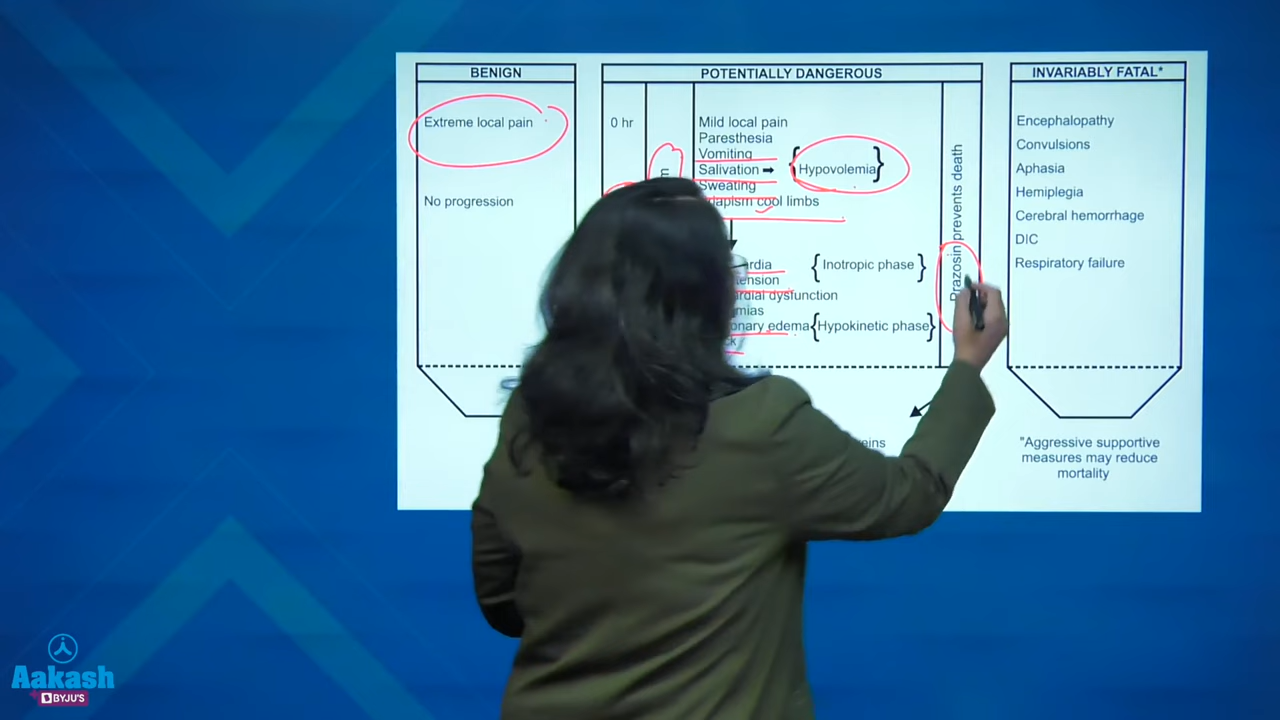 BENIGN
Extreme local pain
No progression
POTENTIALLY DANGEROUS
0 hr
Mild local pain
Paresthesia
Vomiting
Salivation ➡ {Hypovolemia}
Sweating
cool limbs
{Inotropic phase}
dysfunction
edema {Hypokinetic phase}
Prazosin prevents death
INVARIABLY FATAL*
Encephalopathy
Convulsions
Aphasia
Hemiplegia
Cerebral hemorrhage
DIC
Respiratory failure
*Aggressive supportive
measures may reduce
mortality
Aakash
BYJU'S